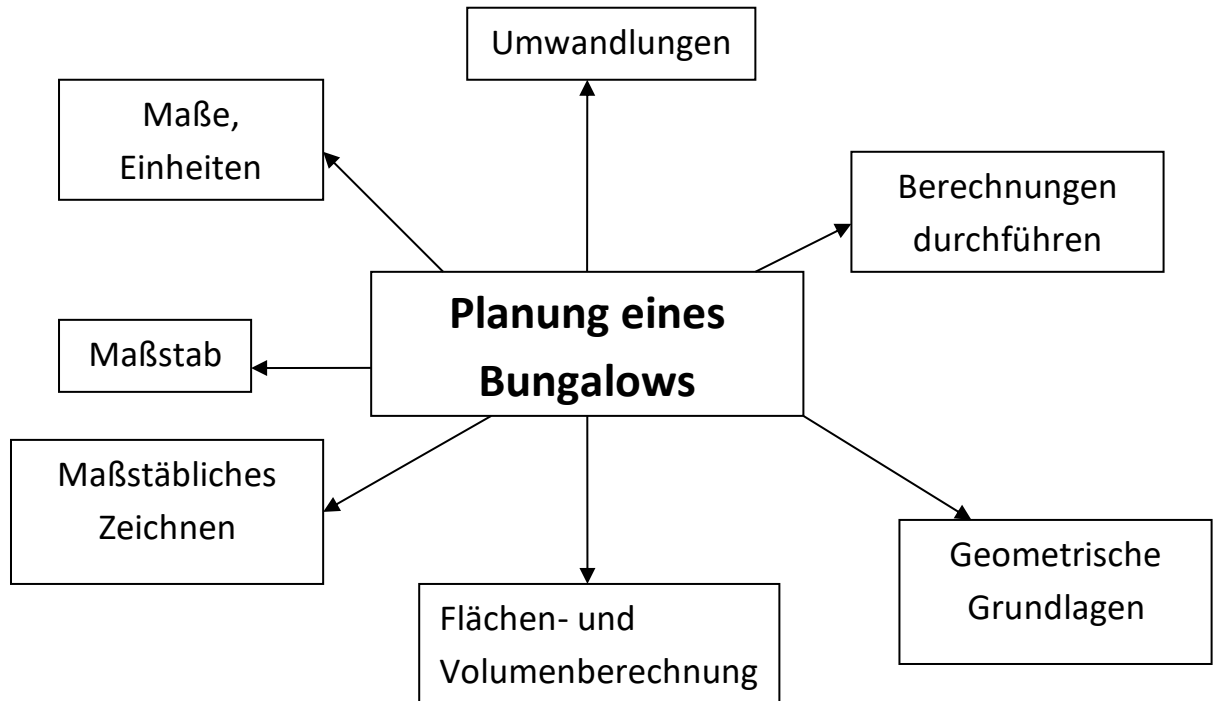 Umwandlungen
Maße,
Einheiten
Berechnungen
durchführen
Planung eines
Bungalows
Maßstab
Maßstäbliches
Zeichnen
Geometrische
Grundlagen
Flächen- und
Volumenberechnung